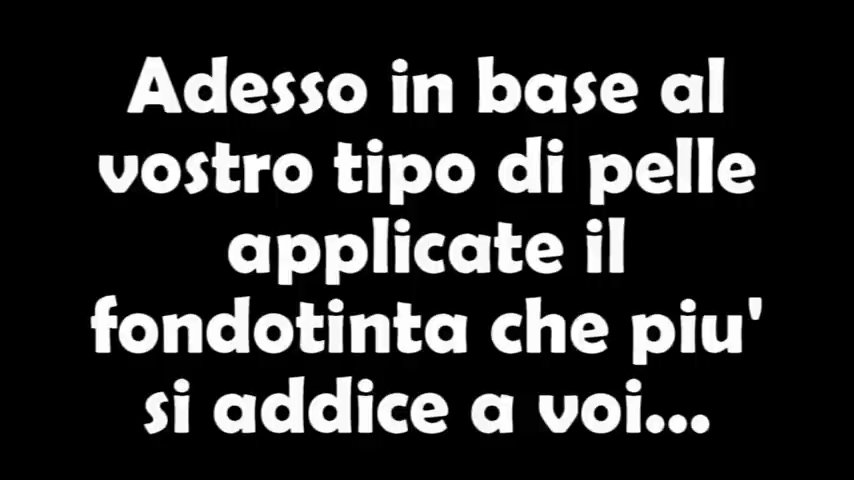 Adesso in base al
vostro tipo di pelle
applicate il
fondotinta che piu'
si addice a voi...